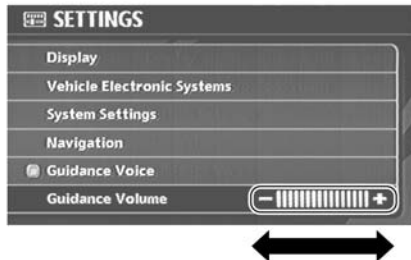 SETTINGS
Display
Vehicle Electronic Systems
System Settings
Navigation
Guidance Voice
Guidance Volume